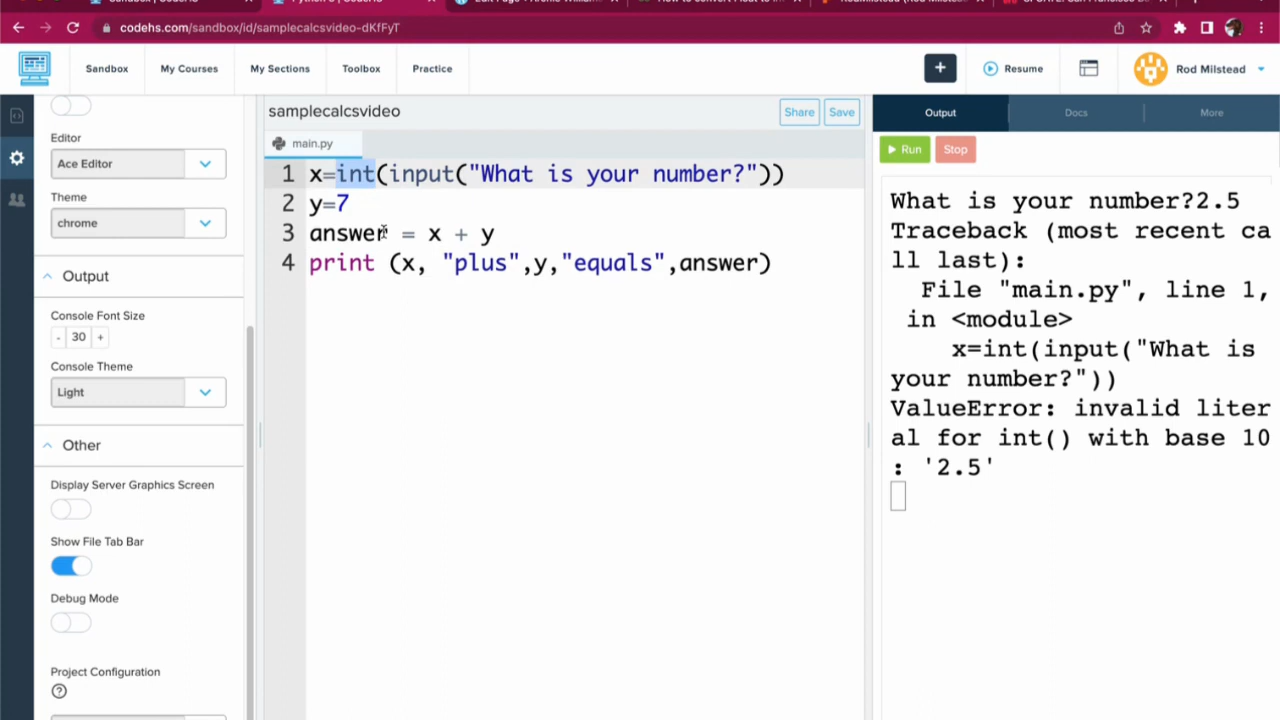 codehs.com/sandbox/id/samplecalcsvideo-dKfFyT
Sandbox
My Courses
My Sections
Toolbox
Practice
+
Resume
Rod Milstead
Editor
Ace Editor
Theme
chrome
Output
Console Font Size
- 30 +
Console Theme
Light
Other
Display Server Graphics Screen
Show File Tab Bar
Debug Mode
Project Configuration
?
samplecalcsvideo
Share
Save
main.py
1 x=int(input("What is your number?"))
2 y=7
3 answer = x + y
4 print (x, "plus",y,"equals",answer)
Output
Docs
More
Run
Stop
What is your number?2.5
Traceback (most recent ca
ll last):
File "main.py", line 1,
in <module>
x=int(input("What is
your number?"))
ValueError: invalid liter
al for int() with base 10
: '2.5'